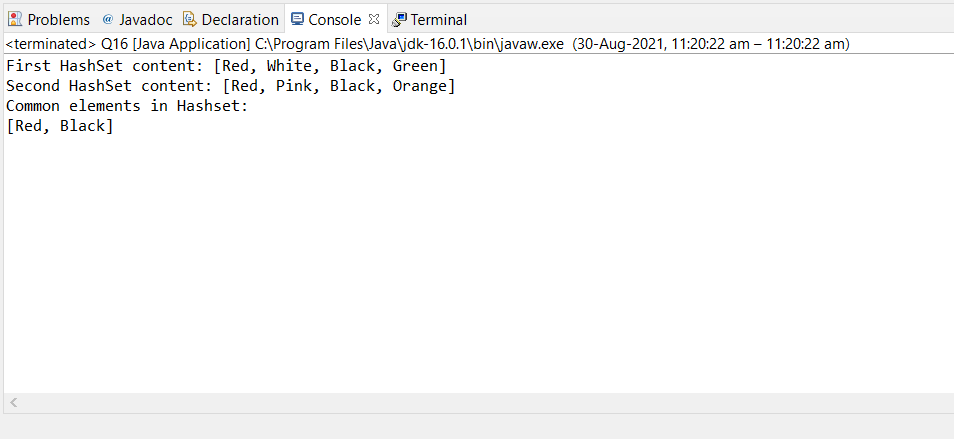 Problems @ Javadoc Declaration Console Terminal
<terminated> Q16 [Java Application] C:\Program Files\Java\jdk-16.0.1\bin\javaw.exe (30-Aug-2021, 11:20:22 am – 11:20:22 am)
First HashSet content: [Red, White, Black, Green]
Second HashSet content: [Red, Pink, Black, Orange]
Common elements in Hashset:
[Red, Black]